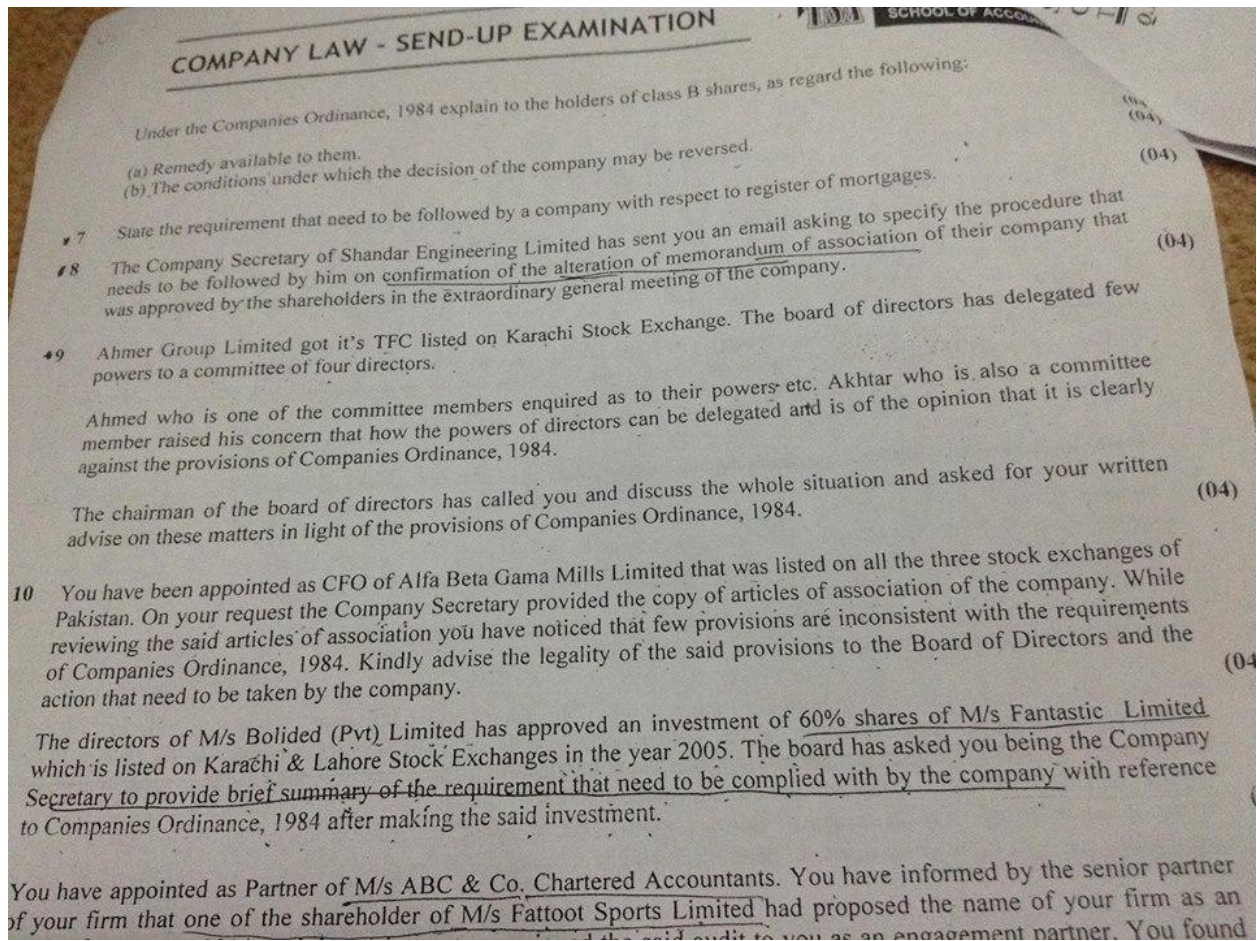 COMPANY LAW - SEND-UP EXAMINATION
SCHOOL OF
Under the Companies Ordinance, 1984 explain to the holders of class B shares, as regard the following:
(a) Remedy available to them.
(04)
(b) The conditions under which the decision of the company may be reversed.
7 State the requirement that need to be followed by a company with respect to register of mortgages. (04)
8 The Company Secretary of Shandar Engineering Limited has sent you an email asking to specify the procedure that
needs to be followed by him on confirmation of the alteration of memorandum of association of their company that
was approved by the shareholders in the extraordinary general meeting of the company. (04)
9 Ahmer Group Limited got it's TFC listed on Karachi Stock Exchange. The board of directors has delegated few
powers to a committee of four directors.
Ahmed who is one of the committee members enquired as to their powers etc. Akhtar who is also a committee
member raised his concern that how the powers of directors can be delegated and is of the opinion that it is clearly
against the provisions of Companies Ordinance, 1984.
The chairman of the board of directors has called you and discuss the whole situation and asked for your written
advise on these matters in light of the provisions of Companies Ordinance, 1984. (04)
10 You have been appointed as CFO of Alfa Beta Gama Mills Limited that was listed on all the three stock exchanges of
Pakistan. On your request the Company Secretary provided the copy of articles of association of the company. While
reviewing the said articles of association you have noticed that few provisions are inconsistent with the requirements
of Companies Ordinance, 1984. Kindly advise the legality of the said provisions to the Board of Directors and the
action that need to be taken by the company. (04
The directors of M/s Bolided (Pvt) Limited has approved an investment of 60% shares of M/s Fantastic Limited
which is listed on Karachi & Lahore Stock Exchanges in the year 2005. The board has asked you being the Company
Secretary to provide brief summary of the requirement that need to be complied with by the company with reference
to Companies Ordinance, 1984 after making the said investment.
You have appointed as Partner of M/s ABC & Co. Chartered Accountants. You have informed by the senior partner
of your firm that one of the shareholder of M/s Fattoot Sports Limited had proposed the name of your firm as an
the said audit to you as an engagement partner. You found